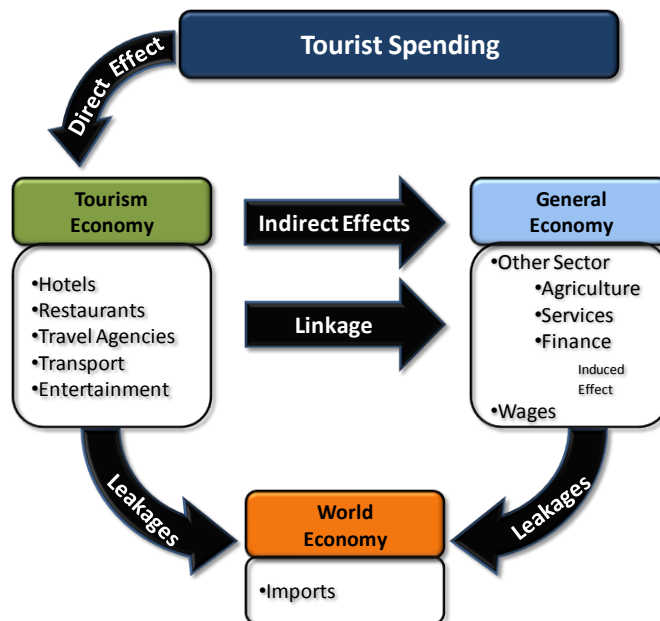 Tourist Spending
Direct Effect
Tourism
Economy
Indirect Effects
General
Economy
•Hotels
•Restaurants
•Travel Agencies
•Transport
•Entertainment
Linkage
•Other Sector
•Agriculture
•Services
•Finance
Induced
Effect
•Wages
Leakages
Leakages
World
Economy
•Imports